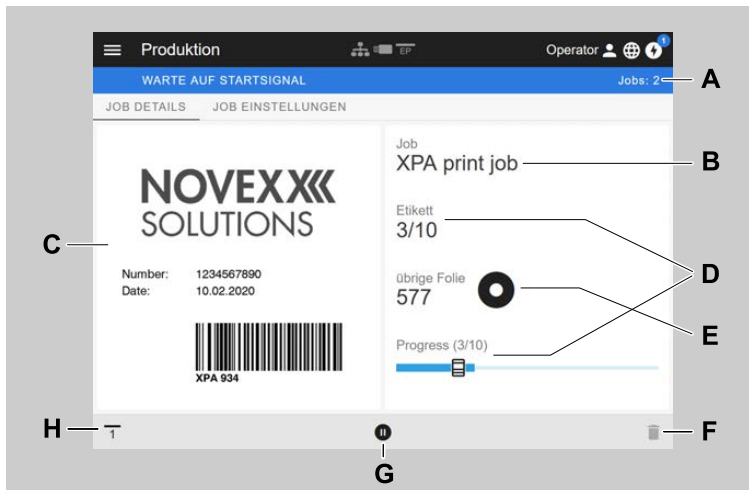 Produktion
EP
Operator
1
WARTE AUF STARTSIGNAL
Jobs: 2
A
JOB DETAILS
JOB EINSTELLUNGEN
Job
XPA print job
B
NOVEXX
SOLUTIONS
Etikett
3/10
C
D
Number: 1234567890
Date: 10.02.2020
übrige Folie
577
E
Progress (3/10)
XPA 934
H
1
G
F